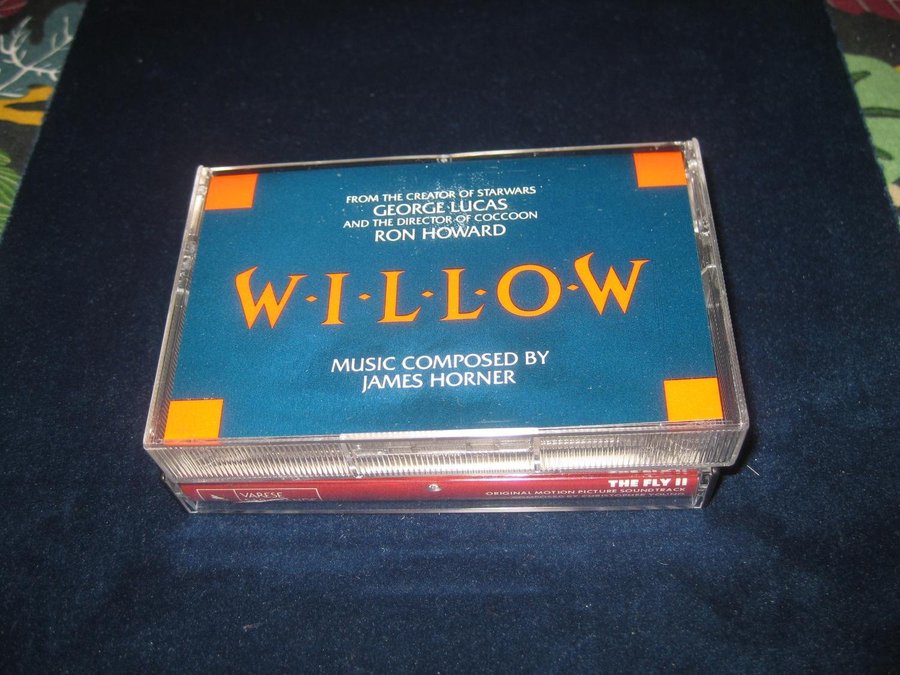 FROM THE CREATOR OF STARWARS
GEORGE LUCAS
AND THE DIRECTOR OF COCCOON
RON HOWARD
W·I·L·L·O·W
MUSIC COMPOSED BY
JAMES HORNER
VARESE
THE FLY II
ORIGINAL MOTION PICTURE SOUNDTRACK